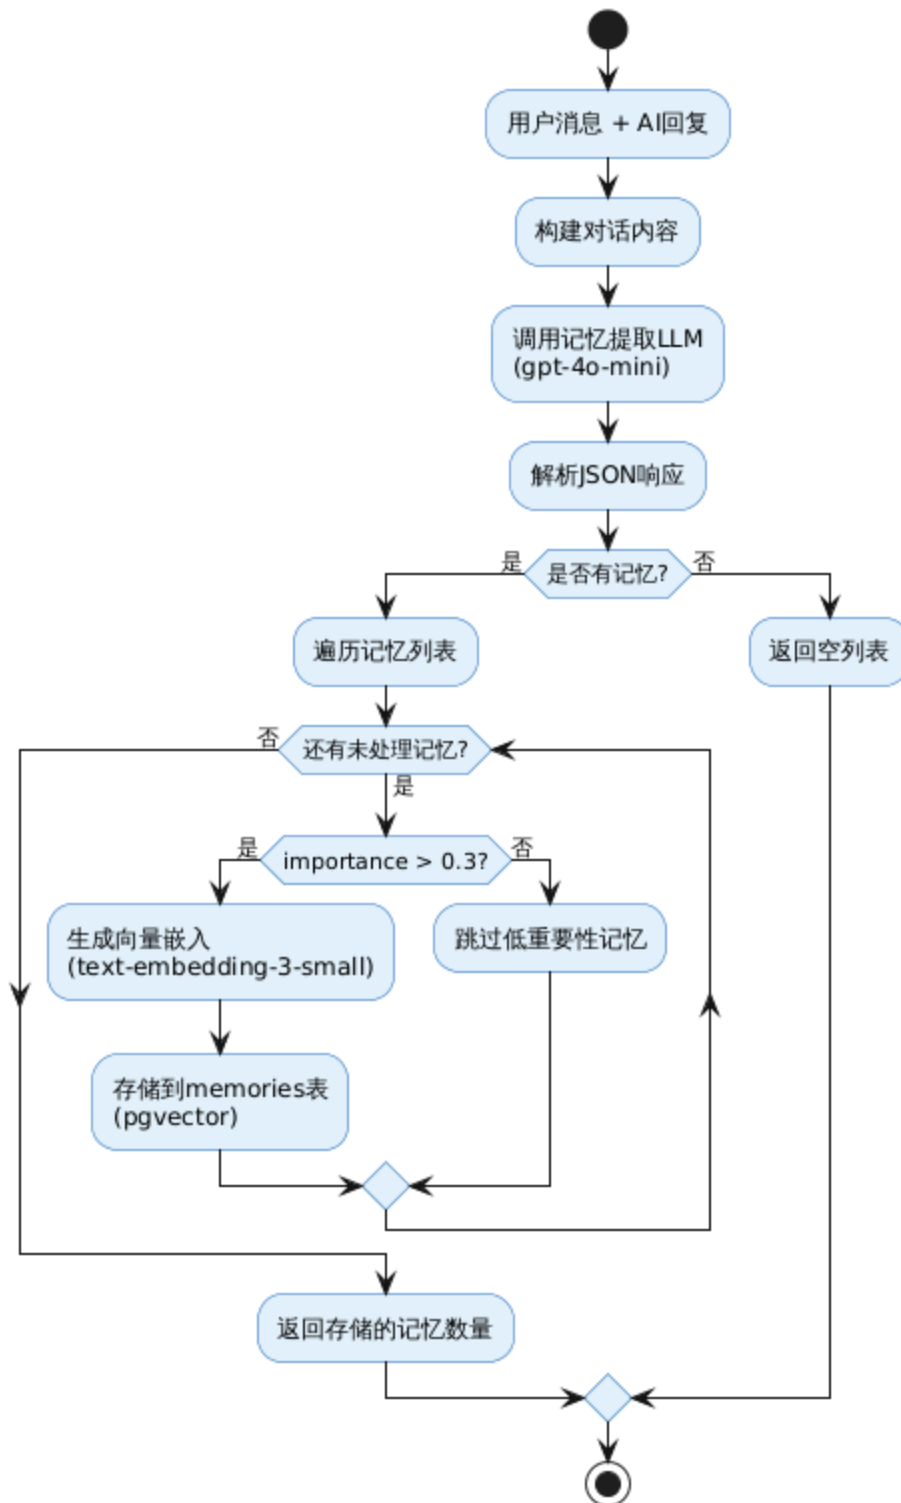 用户消息 + AI回复
构建对话内容
调用记忆提取LLM
(gpt-4o-mini)
解析JSON响应
是
是否有记忆?
否
遍历记忆列表
返回空列表
否
还有未处理记忆?
是
是
importance > 0.3?
否
生成向量嵌入
(text-embedding-3-small)
跳过低重要性记忆
存储到memories表
(pgvector)
返回存储的记忆数量